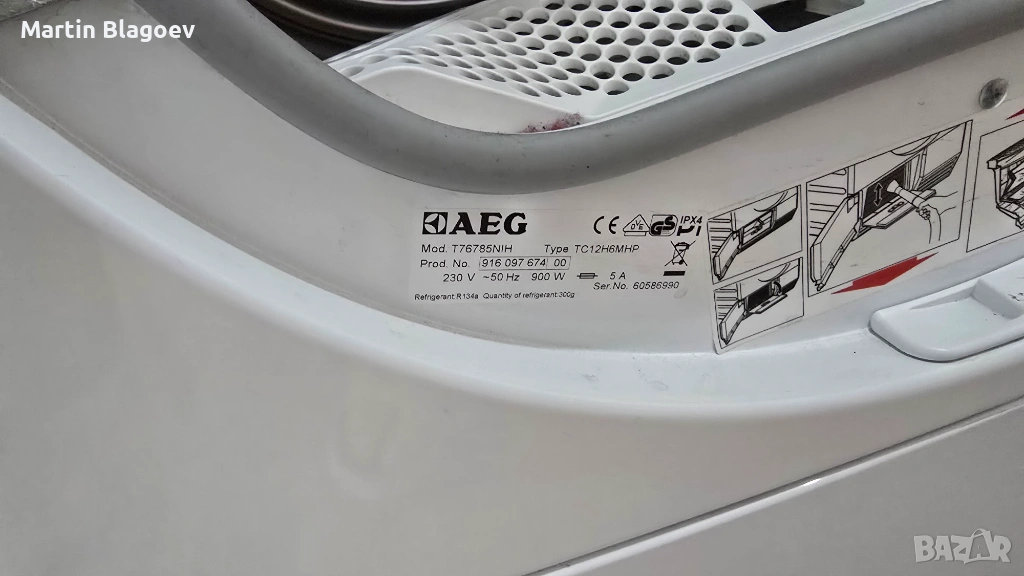 Martin Blagoev
AEG
CE D V E GS IPX4
Mod. T76785NIH Type TC12H6MHP
Prod. No. 916 097 674 00
230 V ~50 Hz 900 W 5 A
Ser.No. 60586990
Refrigerant:R134a Quantity of refrigerant:300g
BAZAR